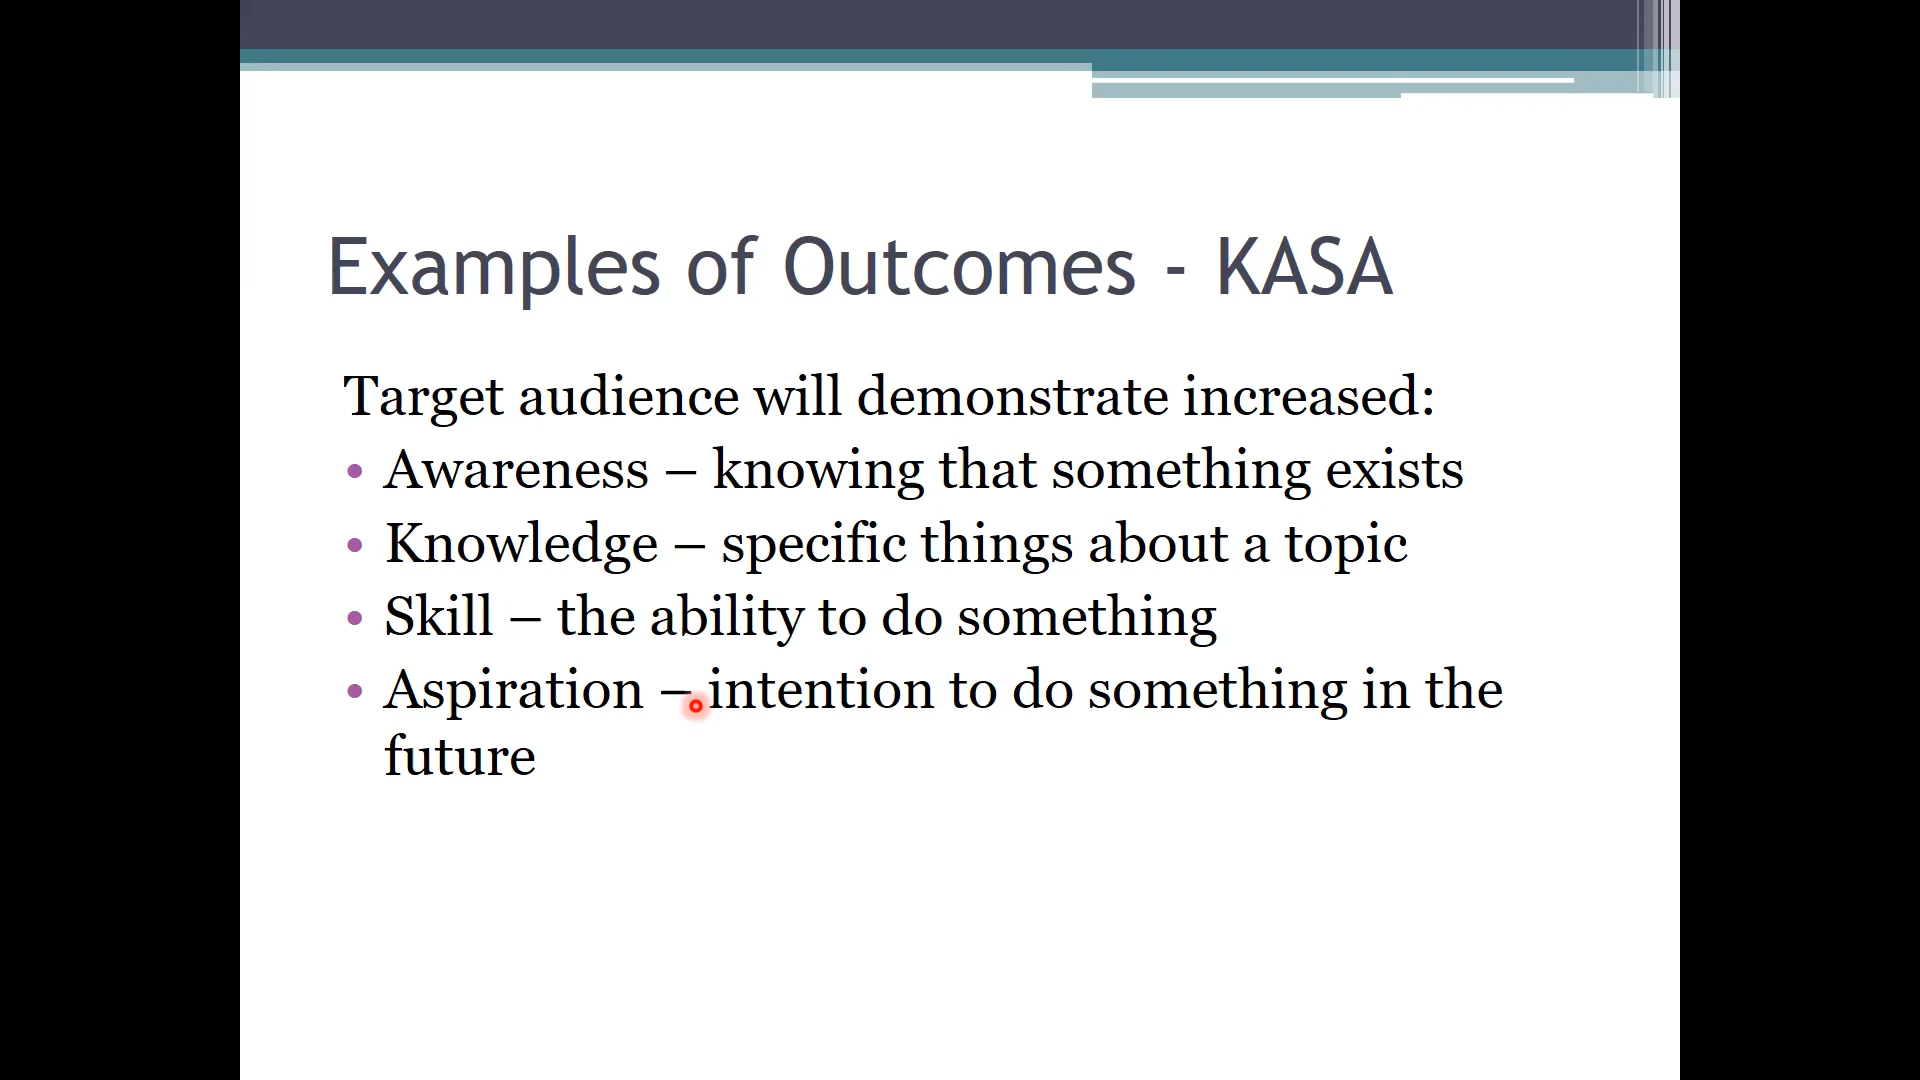 Examples of Outcomes - KASA
Target audience will demonstrate increased:
• Awareness – knowing that something exists
• Knowledge – specific things about a topic
• Skill – the ability to do something
• Aspiration – intention to do something in the
future